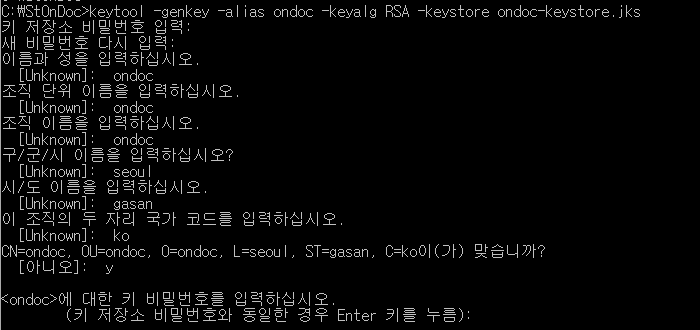 C:\StOnDoc>keytool -genkey -alias ondoc -keyalg RSA -keystore ondoc-keystore.jks
키 저장소 비밀번호 입력:
새 비밀번호 다시 입력:
이름과 성을 입력하십시오.
[Unknown]: ondoc
조직 단위 이름을 입력하십시오.
[Unknown]: ondoc
조직 이름을 입력하십시오.
[Unknown]: ondoc
구/군/시 이름을 입력하십시오?
[Unknown]: seoul
시/도 이름을 입력하십시오.
[Unknown]: gasan
이 조직의 두 자리 국가 코드를 입력하십시오.
[Unknown]: ko
CN=ondoc, OU=ondoc, O=ondoc, L=seoul, ST=gasan, C=ko이(가) 맞습니까?
[아니오]: y
<ondoc>에 대한 키 비밀번호를 입력하십시오.
(키 저장소 비밀번호와 동일한 경우 Enter 키를 누름):